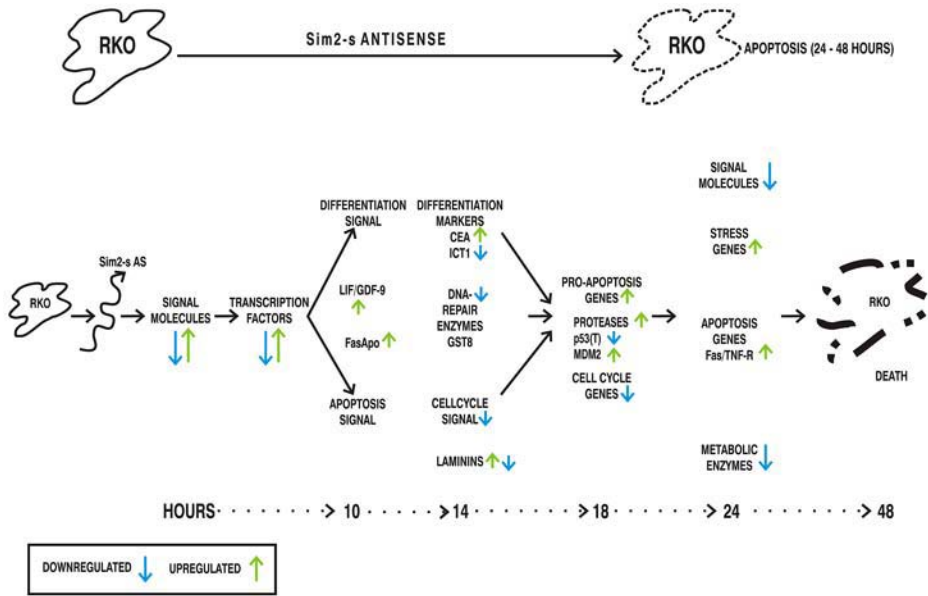 RKO
Sim2-s ANTISENSE
RKO
APOPTOSIS (24 - 48 HOURS)
RKO
Sim2-s AS
SIGNAL
MOLECULES
TRANSCRIPTION
FACTORS
DIFFERENTIATION
SIGNAL
LIF/GDF-9
FasApo
APOPTOSIS
SIGNAL
DIFFERENTIATION
MARKERS
CEA
ICT1
DNA-
REPAIR
ENZYMES
GST8
CELLCYCLE
SIGNAL
LAMININS
PRO-APOPTOSIS
GENES
PROTEASES
p53(T)
MDM2
CELL CYCLE
GENES
SIGNAL
MOLECULES
STRESS
GENES
APOPTOSIS
GENES
Fas/TNF-R
METABOLIC
ENZYMES
RKO
DEATH
HOURS 10 14 18 24 48
DOWNREGULATED UPREGULATED